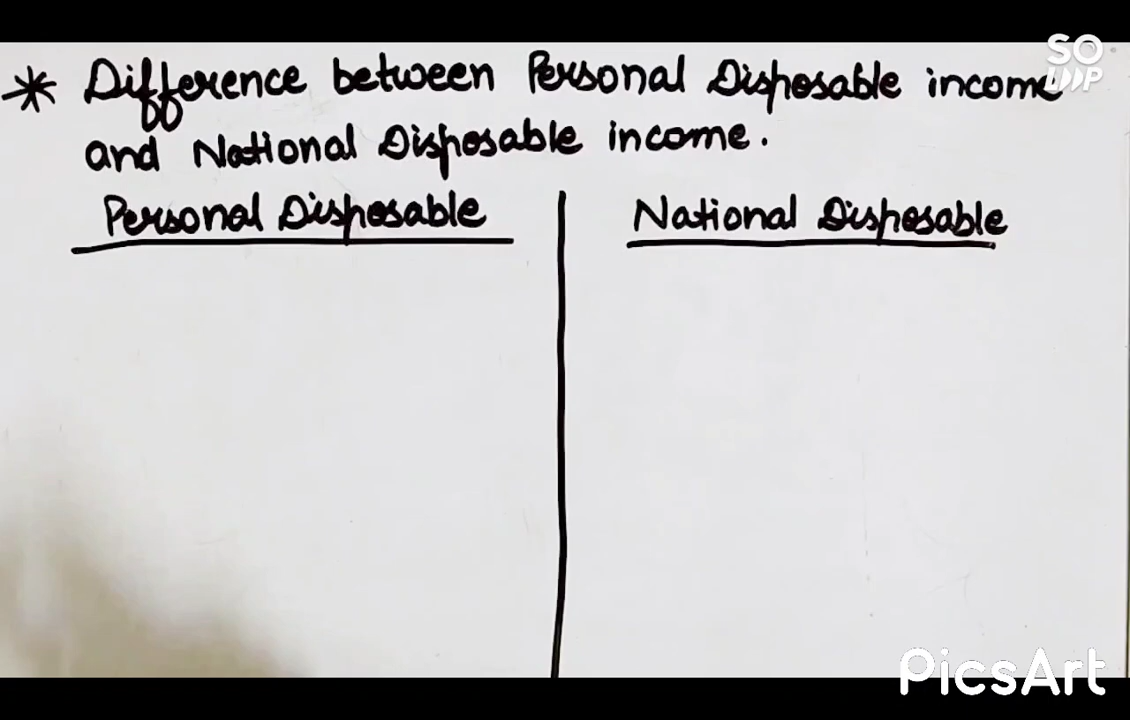 * Difference between Personal Disposable income
and National Disposable income.
Personal Disposable
National Disposable
PicsArt